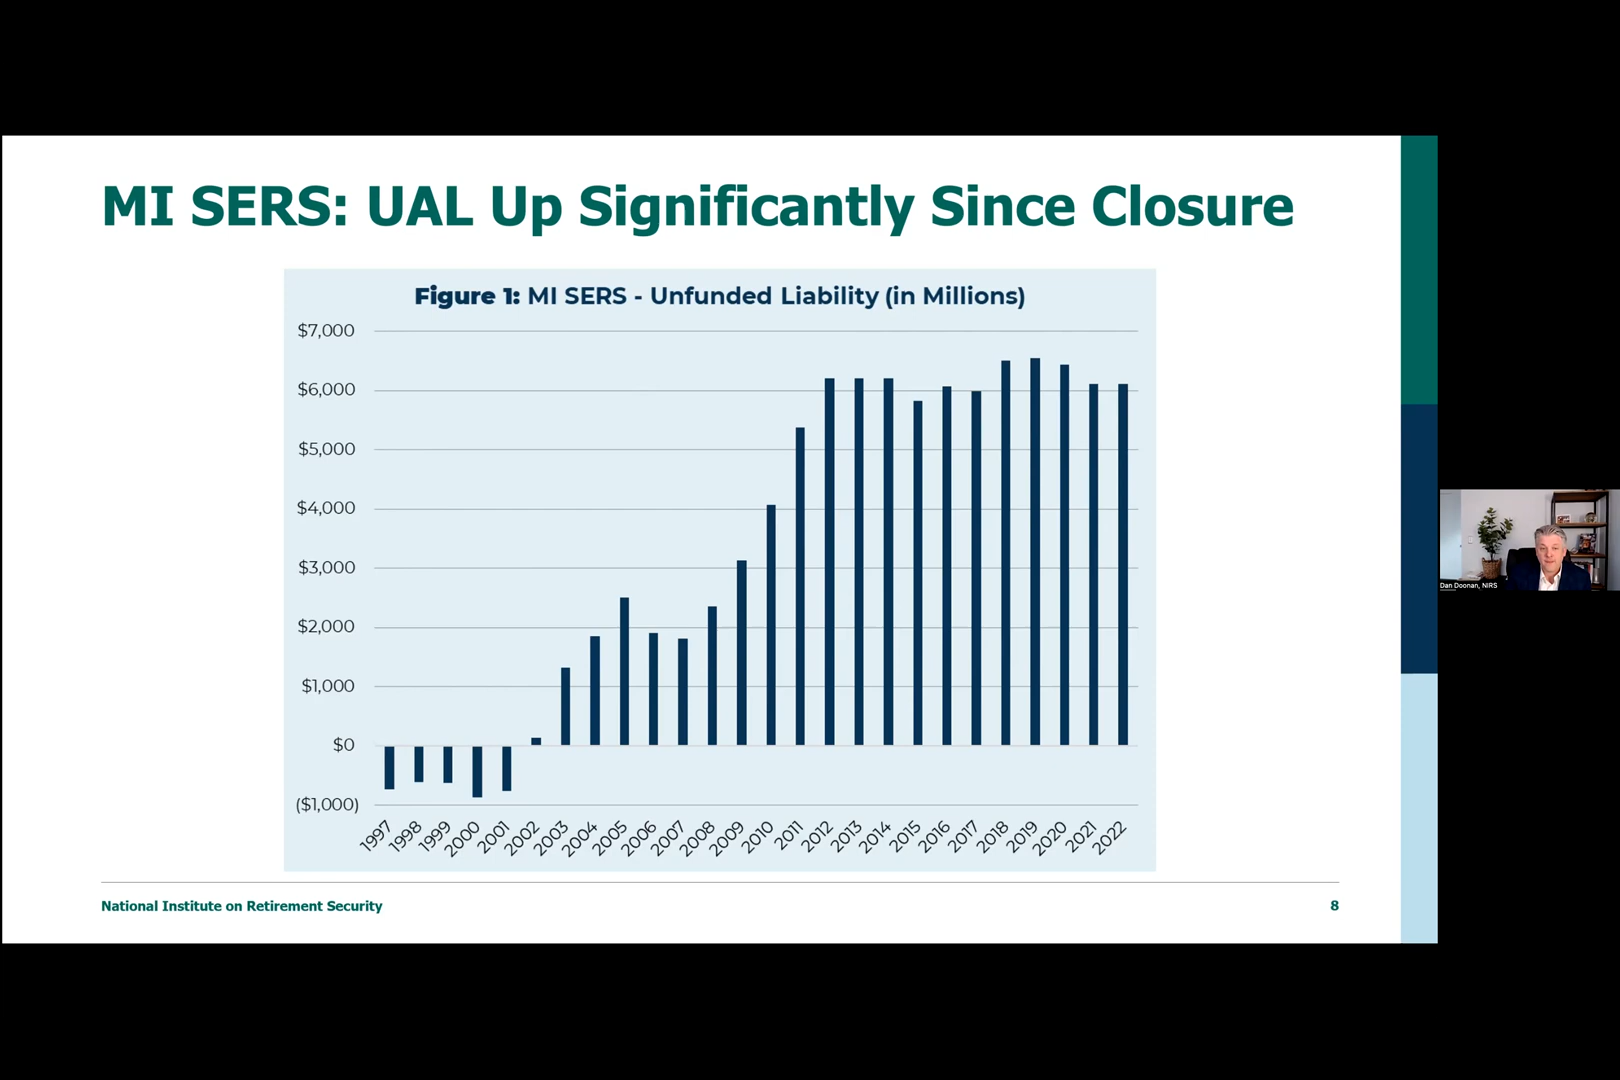 MI SERS: UAL Up Significantly Since Closure
Figure 1: MI SERS - Unfunded Liability (in Millions)
$7,000
$6,000
$5,000
$4,000
$3,000
$2,000
$1,000
$0
($1,000)
1997 1998 1999 2000 2001 2002 2003 2004 2005 2006 2007 2008 2009 2010 2011 2012 2013 2014 2015 2016 2017 2018 2019 2020 2021 2022
National Institute on Retirement Security 8
Dan Doonan, NIRS